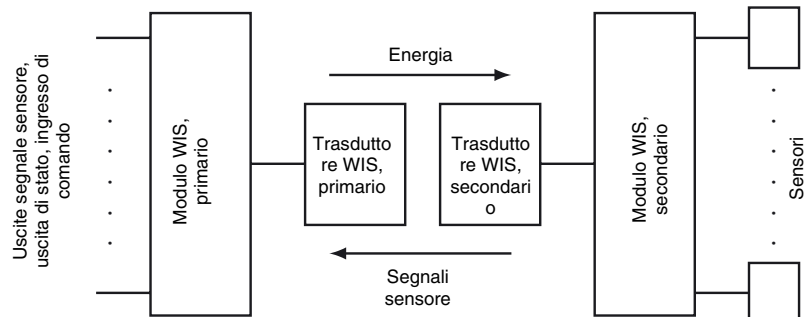 Uscite segnale sensore,
uscita di stato, ingresso di
comando
Modulo WIS,
primario
Energia
Trasdutto
re WIS,
primario
Trasdutto
re WIS,
secondari
o
Segnali
sensore
Modulo WIS,
secondario
Sensori